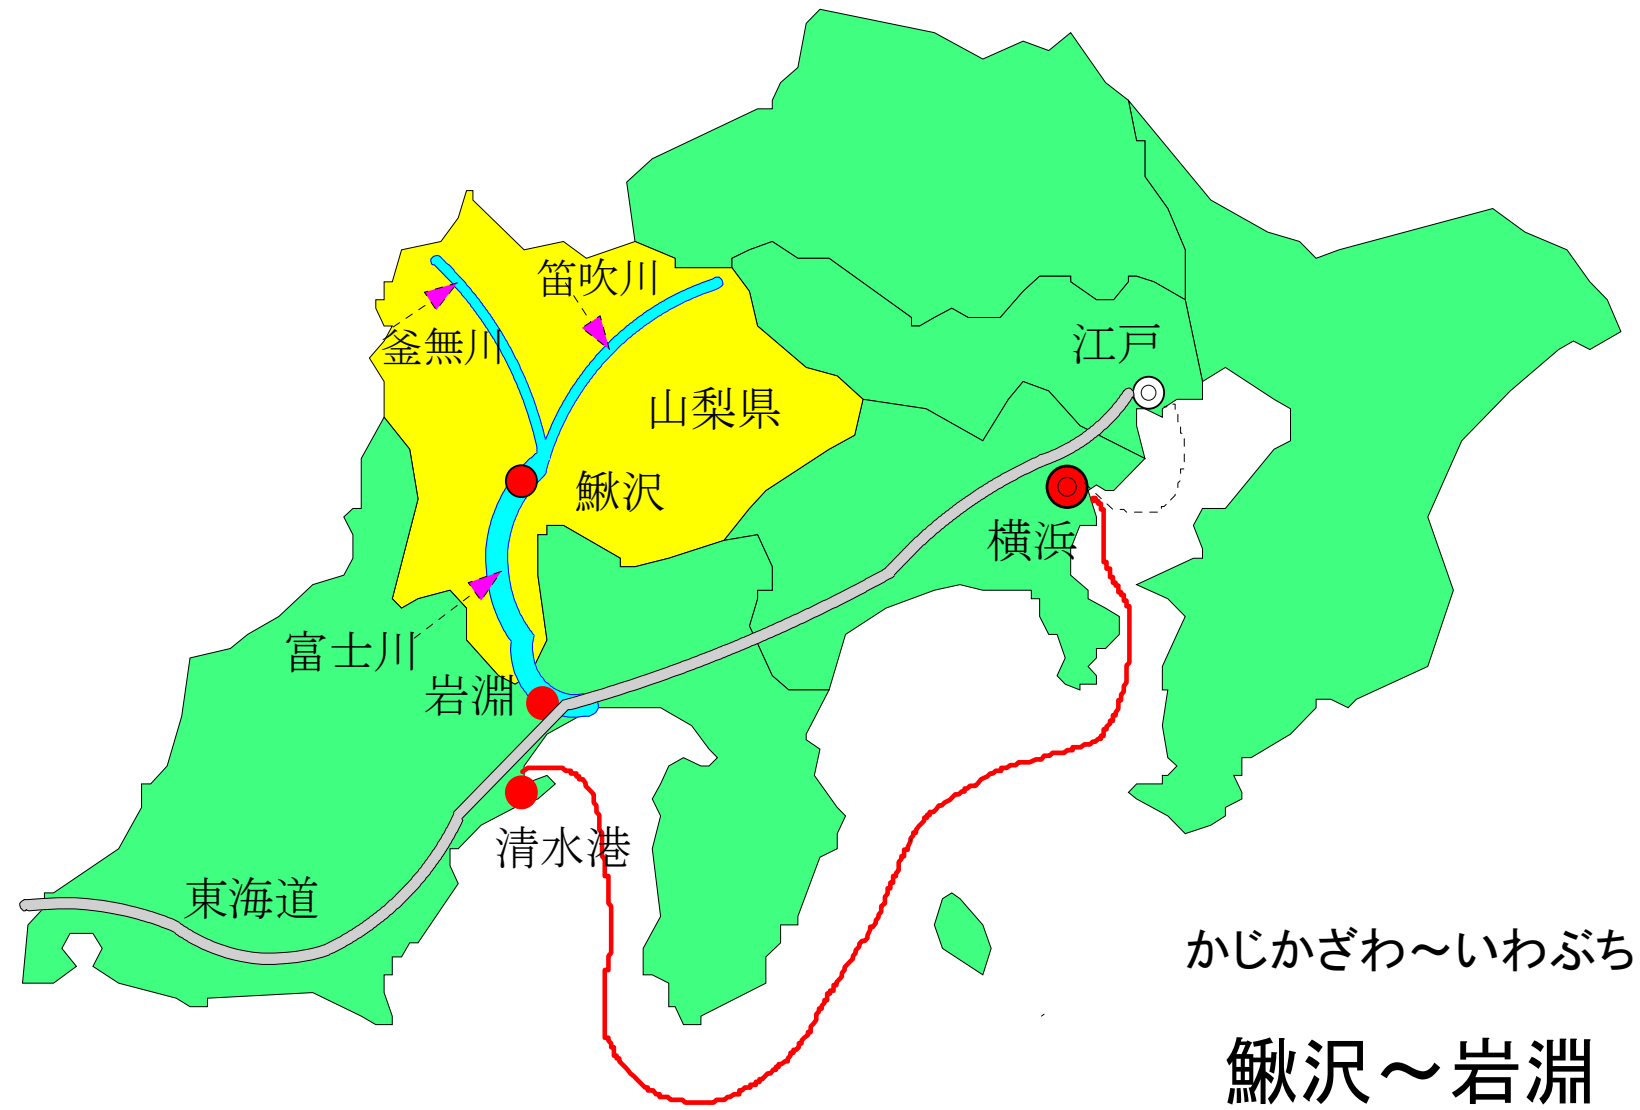 笛吹川
釜無川
江戸
山梨県
鰍沢
横浜
富士川
岩淵
清水港
東海道
かじかざわ～いわぶち
鰍沢～岩淵